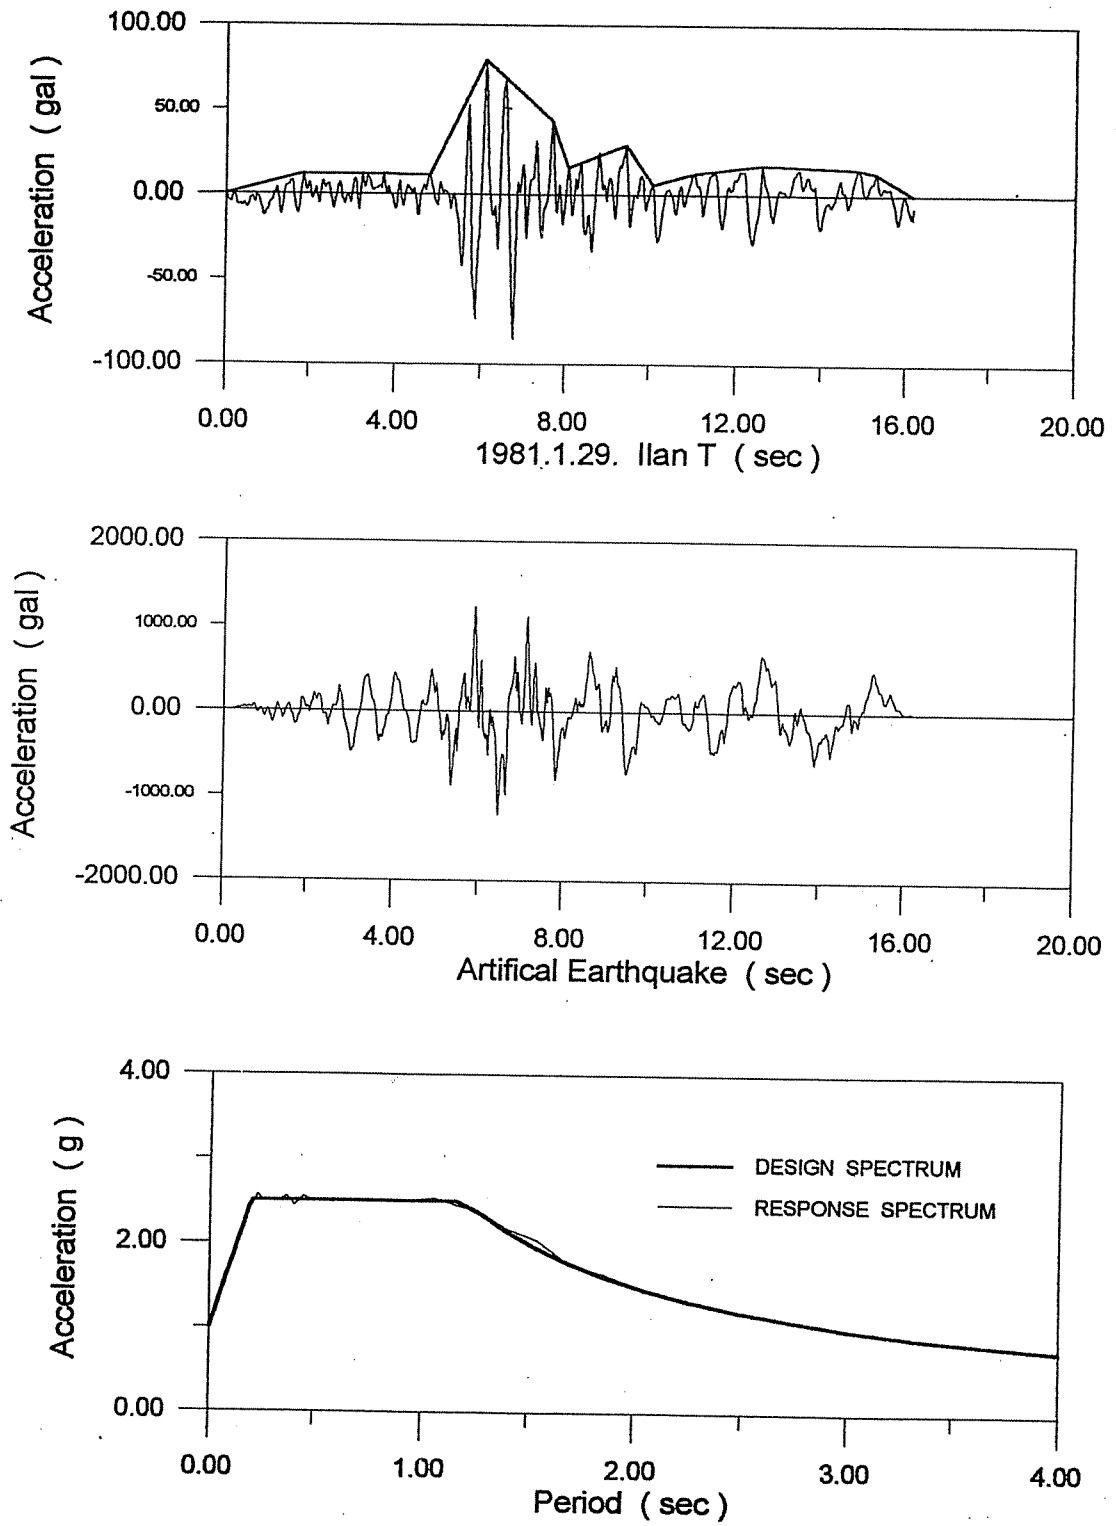 100.00
50.00
0.00
-50.00
-100.00
Acceleration ( gal )
0.00 4.00 8.00 12.00 16.00 20.00
1981.1.29. Ilan T ( sec )
2000.00
1000.00
0.00
-1000.00
-2000.00
Acceleration ( gal )
0.00 4.00 8.00 12.00 16.00 20.00
Artifical Earthquake ( sec )
4.00
2.00
0.00
Acceleration ( g )
DESIGN SPECTRUM
RESPONSE SPECTRUM
0.00 1.00 2.00 3.00 4.00
Period ( sec )